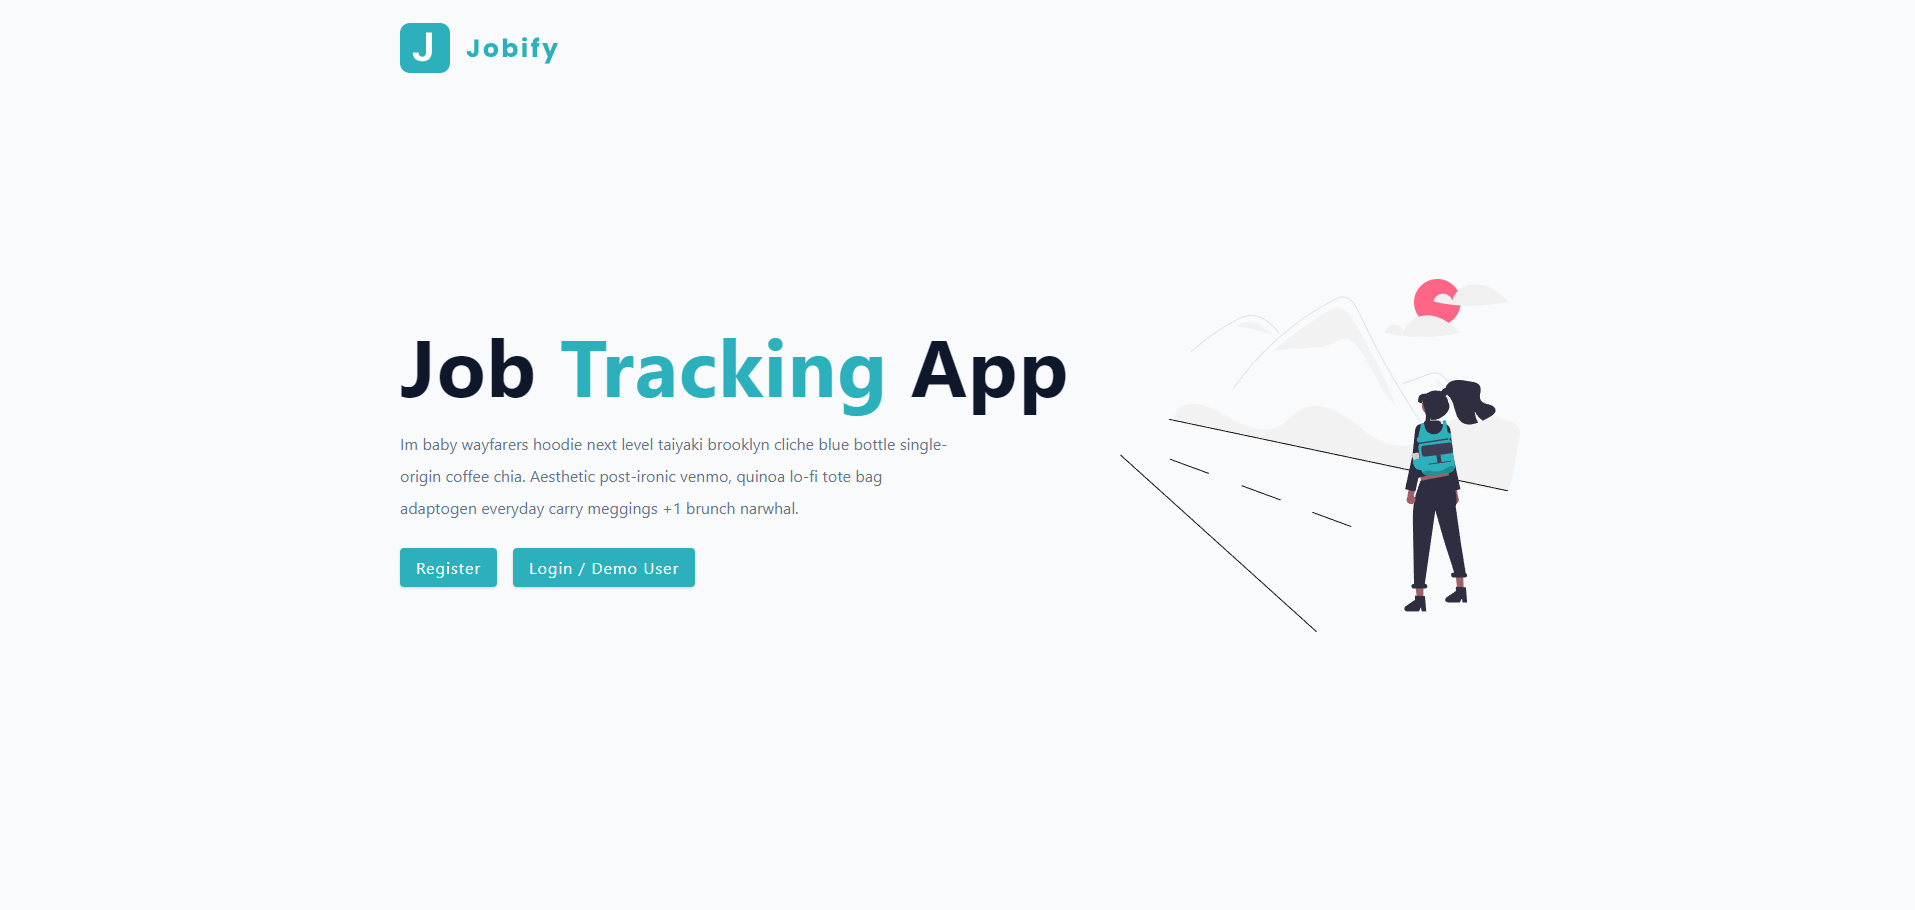 J Jobify
Job Tracking App
Im baby wayfarers hoodie next level taiyaki brooklyn cliche blue bottle single-
origin coffee chia. Aesthetic post-ironic venmo, quinoa lo-fi tote bag
adaptogen everyday carry meggings +1 brunch narwhal.
Register
Login / Demo User